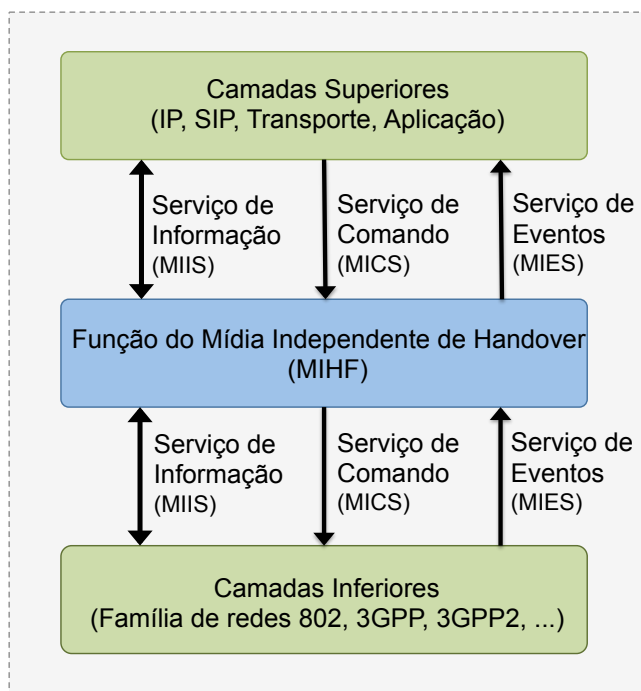 Camadas Superiores
(IP, SIP, Transporte, Aplicação)
Serviço de
Informação
(MIIS)
Serviço de
Comando
(MICS)
Serviço de
Eventos
(MIES)
Função do Mídia Independente de Handover
(MIHF)
Serviço de
Informação
(MIIS)
Serviço de
Comando
(MICS)
Serviço de
Eventos
(MIES)
Camadas Inferiores
(Família de redes 802, 3GPP, 3GPP2, ...)